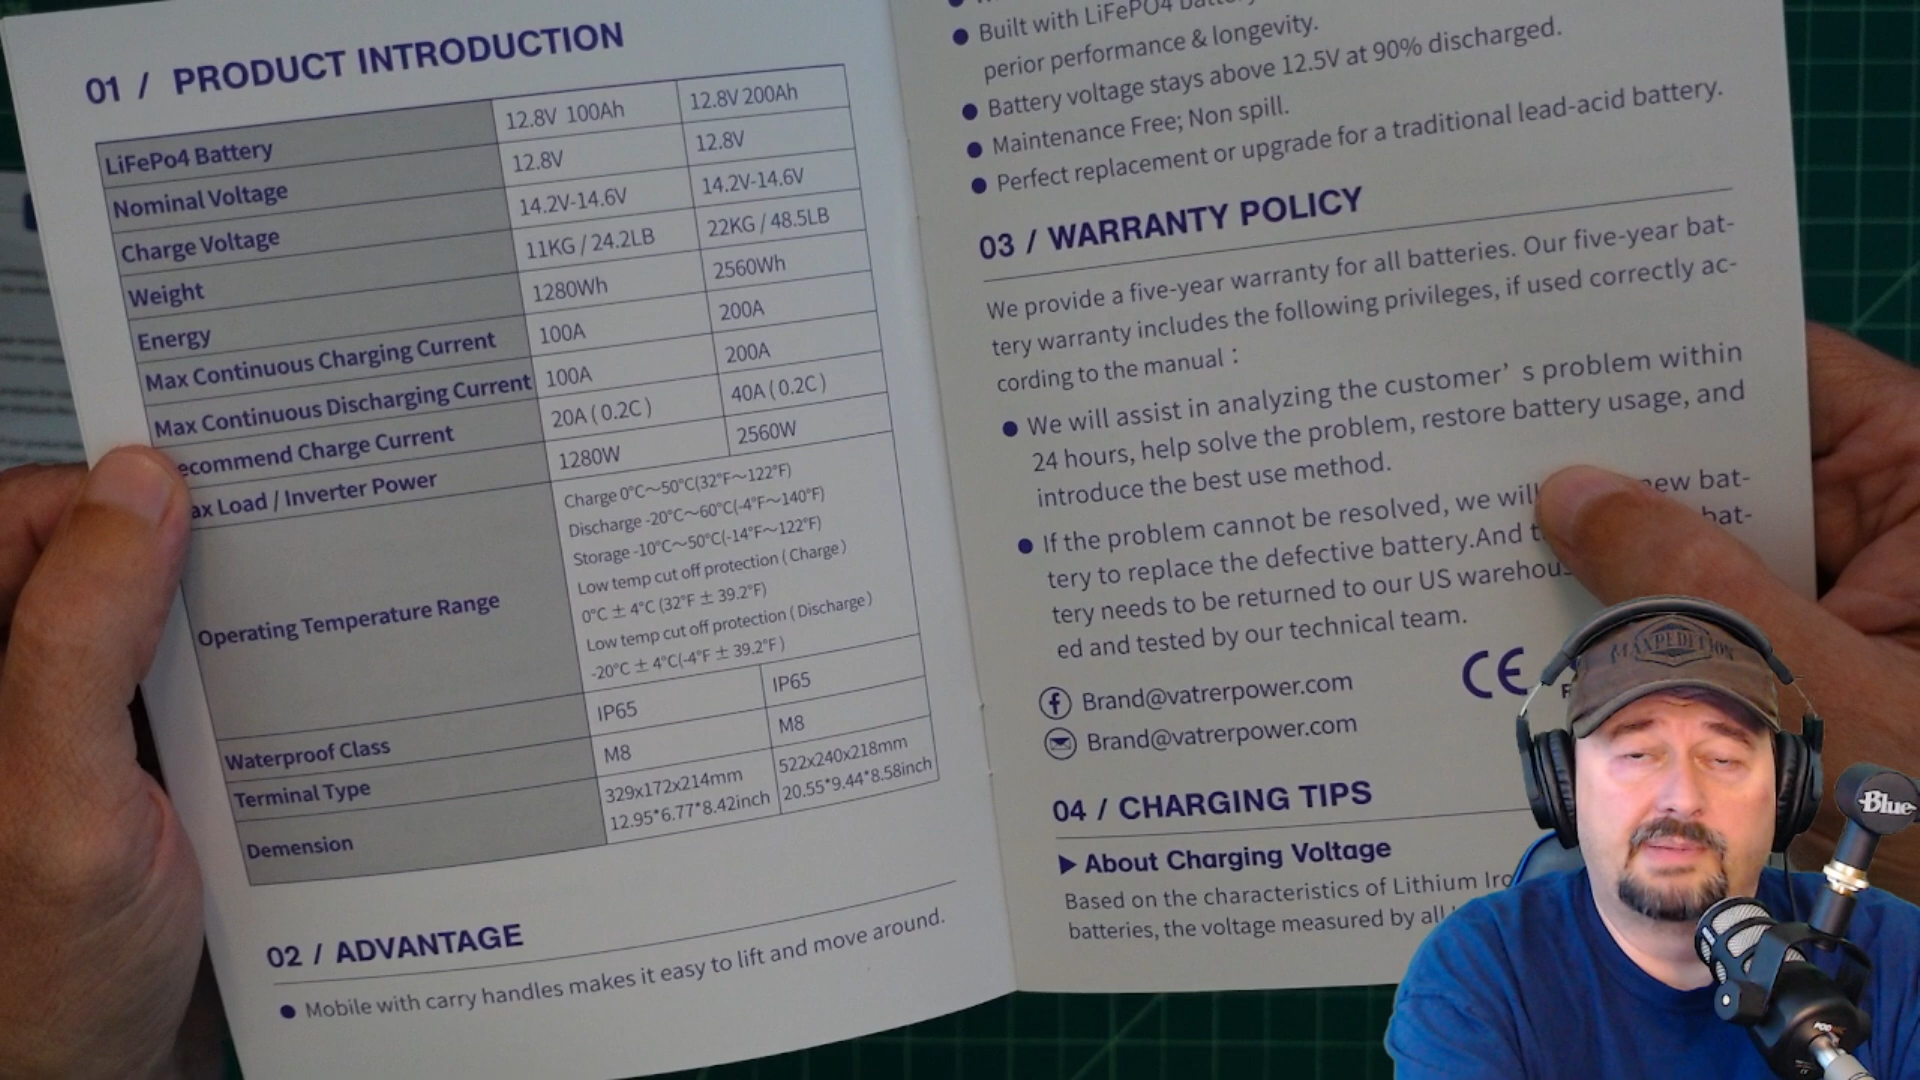 01 / PRODUCT INTRODUCTION
LiFePo4 Battery 12.8V 100Ah 12.8V 200Ah
Nominal Voltage 12.8V 12.8V
Charge Voltage 14.2V-14.6V 14.2V-14.6V
Weight 11KG / 24.2LB 22KG / 48.5LB
Energy 1280Wh 2560Wh
Max Continuous Charging Current 100A 200A
Max Continuous Discharging Current 100A 200A
ecommend Charge Current 20A ( 0.2C ) 40A ( 0.2C )
ax Load / Inverter Power 1280W 2560W
Operating Temperature Range
Charge 0°C～50°C(32°F～122°F)
Discharge -20°C～60°C(-4°F～140°F)
Storage -10°C～50°C(-14°F～122°F)
Low temp cut off protection ( Charge )
0°C ± 4°C (32°F ± 39.2°F)
Low temp cut off protection ( Discharge )
-20°C ± 4°C(-4°F ± 39.2°F )
Waterproof Class IP65 IP65
Terminal Type M8 M8
Demension
329x172x214mm 522x240x218mm
12.95*6.77*8.42inch 20.55*9.44*8.58inch
02 / ADVANTAGE
● Mobile with carry handles makes it easy to lift and move around.
● Built with LiFePO4
perior performance & longevity.
● Battery voltage stays above 12.5V at 90% discharged.
● Maintenance Free; Non spill.
● Perfect replacement or upgrade for a traditional lead-acid battery.
03 / WARRANTY POLICY
We provide a five-year warranty for all batteries. Our five-year bat-
tery warranty includes the following privileges, if used correctly ac-
cording to the manual :
● We will assist in analyzing the customer’ s problem within
24 hours, help solve the problem, restore battery usage, and
introduce the best use method.
● If the problem cannot be resolved, we will new bat-
tery to replace the defective battery.And bat-
tery needs to be returned to our US
ed and tested by our technical team.
Brand@vatrerpower.com
Brand@vatrerpower.com
CE
04 / CHARGING TIPS
▶ About Charging Voltage
Based on the characteristics of Lithium
batteries, the voltage measured by all
MAXPEDITION
Blue